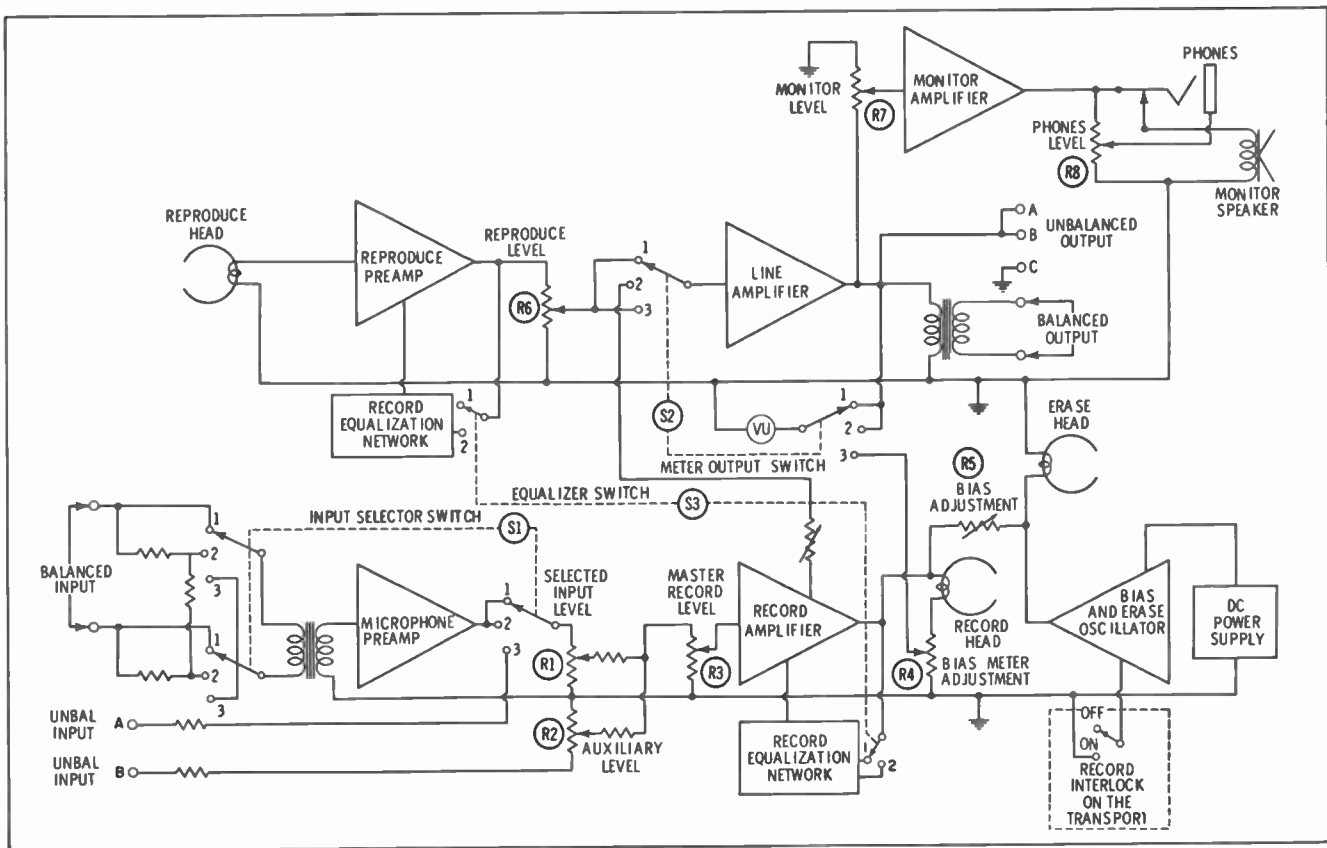 PHONES
MONITOR
LEVEL
R7
MONITOR
AMPLIFIER
PHONES
LEVEL
R8
MONITOR
SPEAKER
REPRODUCE
HEAD
REPRODUCE
PREAMP
REPRODUCE
LEVEL
R6
1
2
3
LINE
AMPLIFIER
A
B
UNBALANCED
OUTPUT
C
BALANCED
OUTPUT
RECORD
EQUALIZATION
NETWORK
1
2
S2
VU
1
2
3
METER OUTPUT SWITCH
ERASE
HEAD
EQUALIZER SWITCH
S3
R5
BIAS
ADJUSTMENT
INPUT SELECTOR SWITCH
S1
BALANCED
INPUT
1
2
3
1
2
3
MICROPHONE
PREAMP
1
2
3
SELECTED
INPUT
LEVEL
R1
MASTER
RECORD
LEVEL
R3
RECORD
AMPLIFIER
RECORD
HEAD
R4
BIAS METER
ADJUSTMENT
BIAS
AND ERASE
OSCILLATOR
DC
POWER
SUPPLY
UNBAL
INPUT
A
UNBAL
INPUT
B
R2
AUXILIARY
LEVEL
RECORD
EQUALIZATION
NETWORK
2
OFF
ON
RECORD
INTERLOCK
ON THE
TRANSPORT